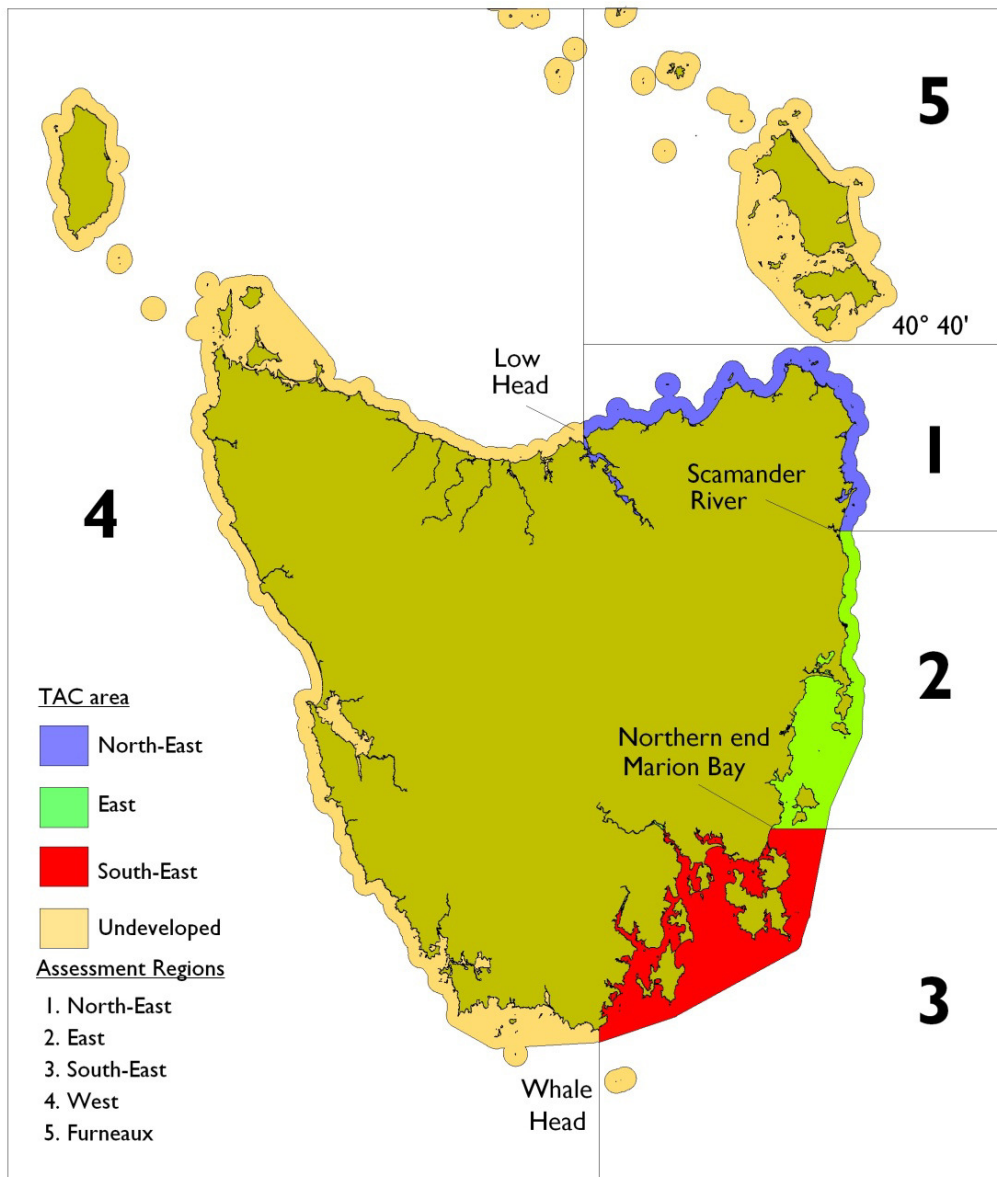 5
40° 40'
Low
Head
1
Scamander
River
4
2
TAC area
North-East
Northern end
Marion Bay
East
South-East
Undeveloped
Assessment Regions
1. North-East
2. East
3. South-East
4. West
5. Furneaux
3
Whale
Head